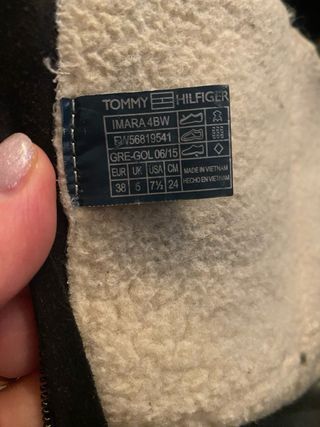 TOMMY HILFIGER
IMARA 4BW
56819541
GRE-GOL 06/15
EUR UK USA CM
38 5 7½ 24
MADE IN VIETNAM
HECHO EN VIETNAM